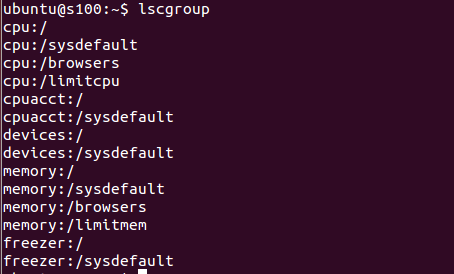 ubuntu@s100:~$ lscgroup
cpu:/
cpu:/sysdefault
cpu:/browsers
cpu:/limitcpu
cpuacct:/
cpuacct:/sysdefault
devices:/
devices:/sysdefault
memory:/
memory:/sysdefault
memory:/browsers
memory:/limitmem
freezer:/
freezer:/sysdefault